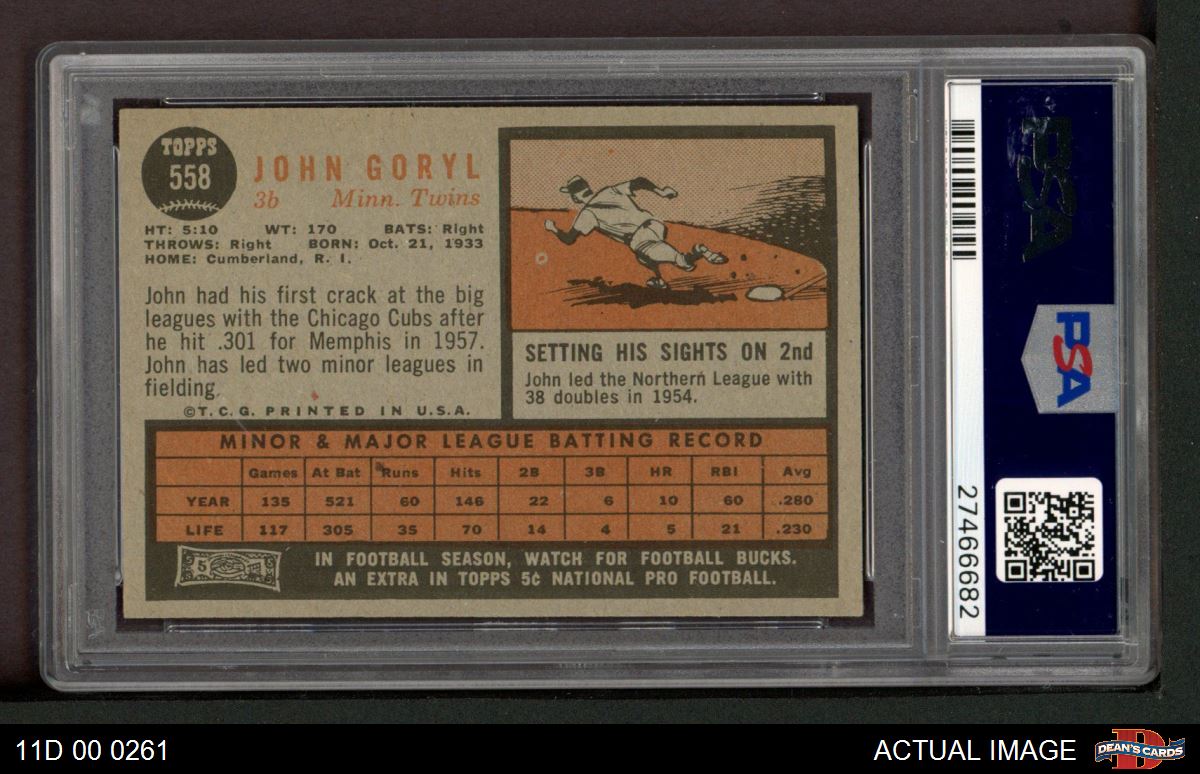 TOPPS
558
JOHN GORYL
3b Minn. Twins
HT: 5:10 WT: 170 BATS: Right
THROWS: Right BORN: Oct. 21, 1933
HOME: Cumberland, R. I.
John had his first crack at the big
leagues with the Chicago Cubs after
he hit .301 for Memphis in 1957.
John has led two minor leagues in
fielding.
©T.C.G. PRINTED IN U.S.A.
SETTING HIS SIGHTS ON 2nd
John led the Northern League with
38 doubles in 1954.
MINOR & MAJOR LEAGUE BATTING RECORD
Games At Bat Runs Hits 2B 3B HR RBI Avg
YEAR 135 521 60 146 22 6 10 60 .280
LIFE 117 305 35 70 14 4 5 21 .230
5
IN FOOTBALL SEASON, WATCH FOR FOOTBALL BUCKS.
AN EXTRA IN TOPPS 5¢ NATIONAL PRO FOOTBALL.
PSA
PSA
27466682
11D 00 0261
ACTUAL IMAGE
DEAN'S CARDS